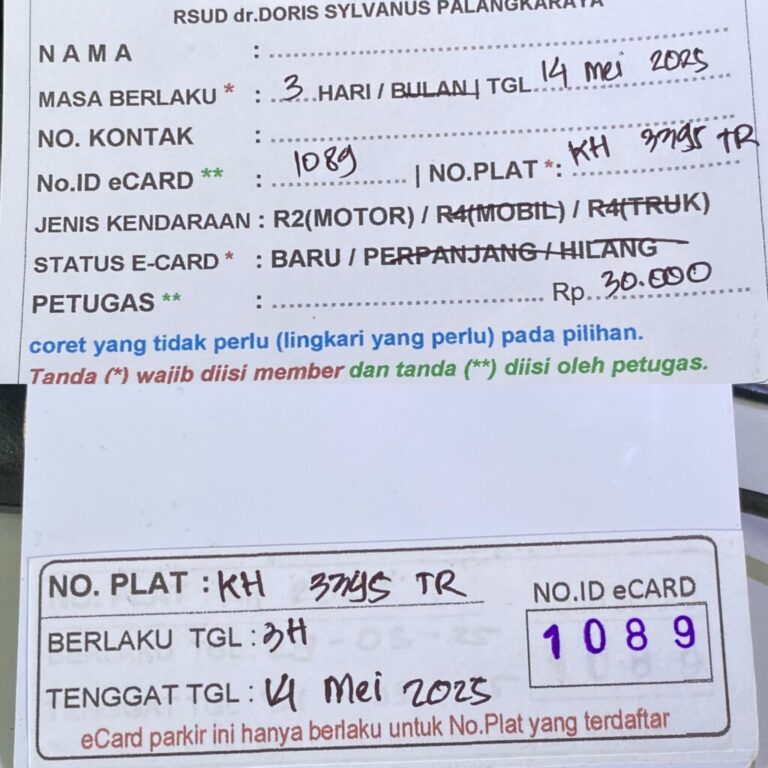 RSUD dr.DORIS SYLVANUS PALANGKARAYA
NAMA :
MASA BERLAKU * : 3 HARI / BULAN | TGL 14 Mei 2025
NO. KONTAK :
No.ID eCARD ** : 1089 | NO.PLAT *: KH 3795 TR
JENIS KENDARAAN : R2(MOTOR) / R4(MOBIL) / R4(TRUK)
STATUS E-CARD * : BARU / PERPANJANG / HILANG
PETUGAS ** : Rp. 30.000
coret yang tidak perlu (lingkari yang perlu) pada pilihan.
Tanda (*) wajib diisi member dan tanda (**) diisi oleh petugas.
NO. PLAT : KH 3795 TR
BERLAKU TGL : 3H
TENGGAT TGL : 14 Mei 2025
NO.ID eCARD
1089
eCard parkir ini hanya berlaku untuk No.Plat yang terdaftar